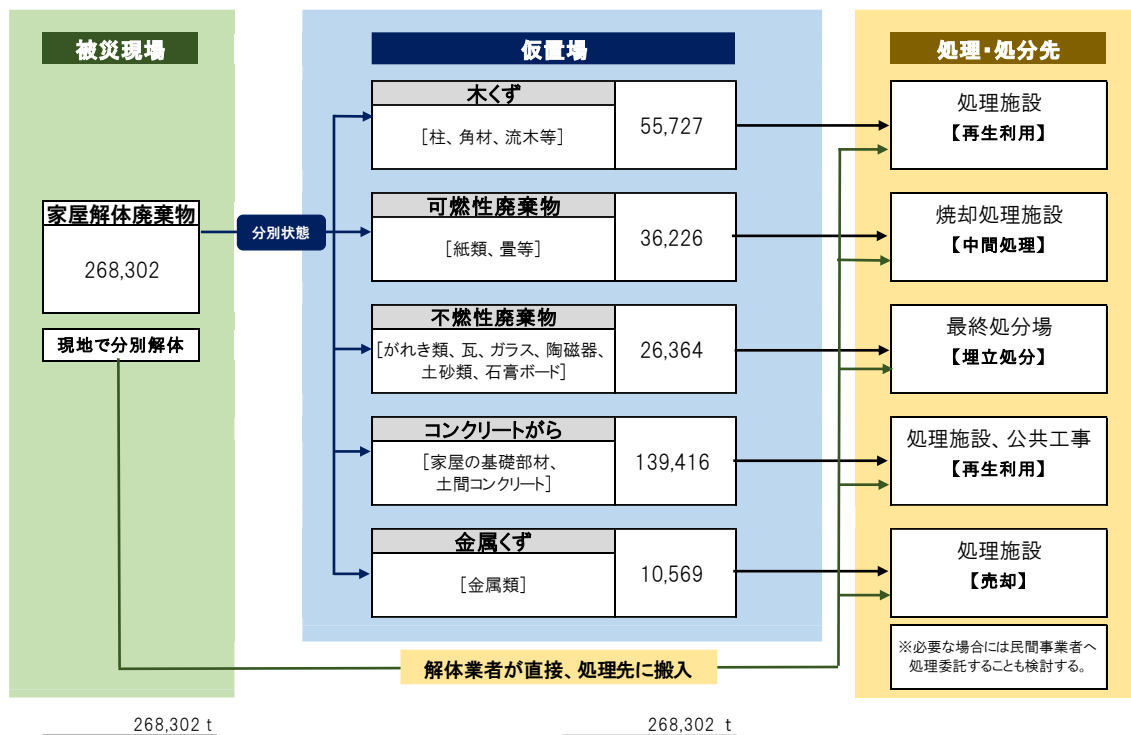 被災現場
仮置場
処理・処分先
家屋解体廃棄物
268,302
現地で分別解体
分別状態
木くず
[柱、角材、流木等]
55,727
可燃性廃棄物
[紙類、畳等]
36,226
不燃性廃棄物
[がれき類、瓦、ガラス、陶磁器、
土砂類、石膏ボード]
26,364
コンクリートがら
[家屋の基礎部材、
土間コンクリート]
139,416
金属くず
[金属類]
10,569
処理施設
【再生利用】
焼却処理施設
【中間処理】
最終処分場
【埋立処分】
処理施設、公共工事
【再生利用】
処理施設
【売却】
※必要な場合には民間事業者へ
処理委託することも検討する。
解体業者が直接、処理先に搬入
268,302 t
268,302 t